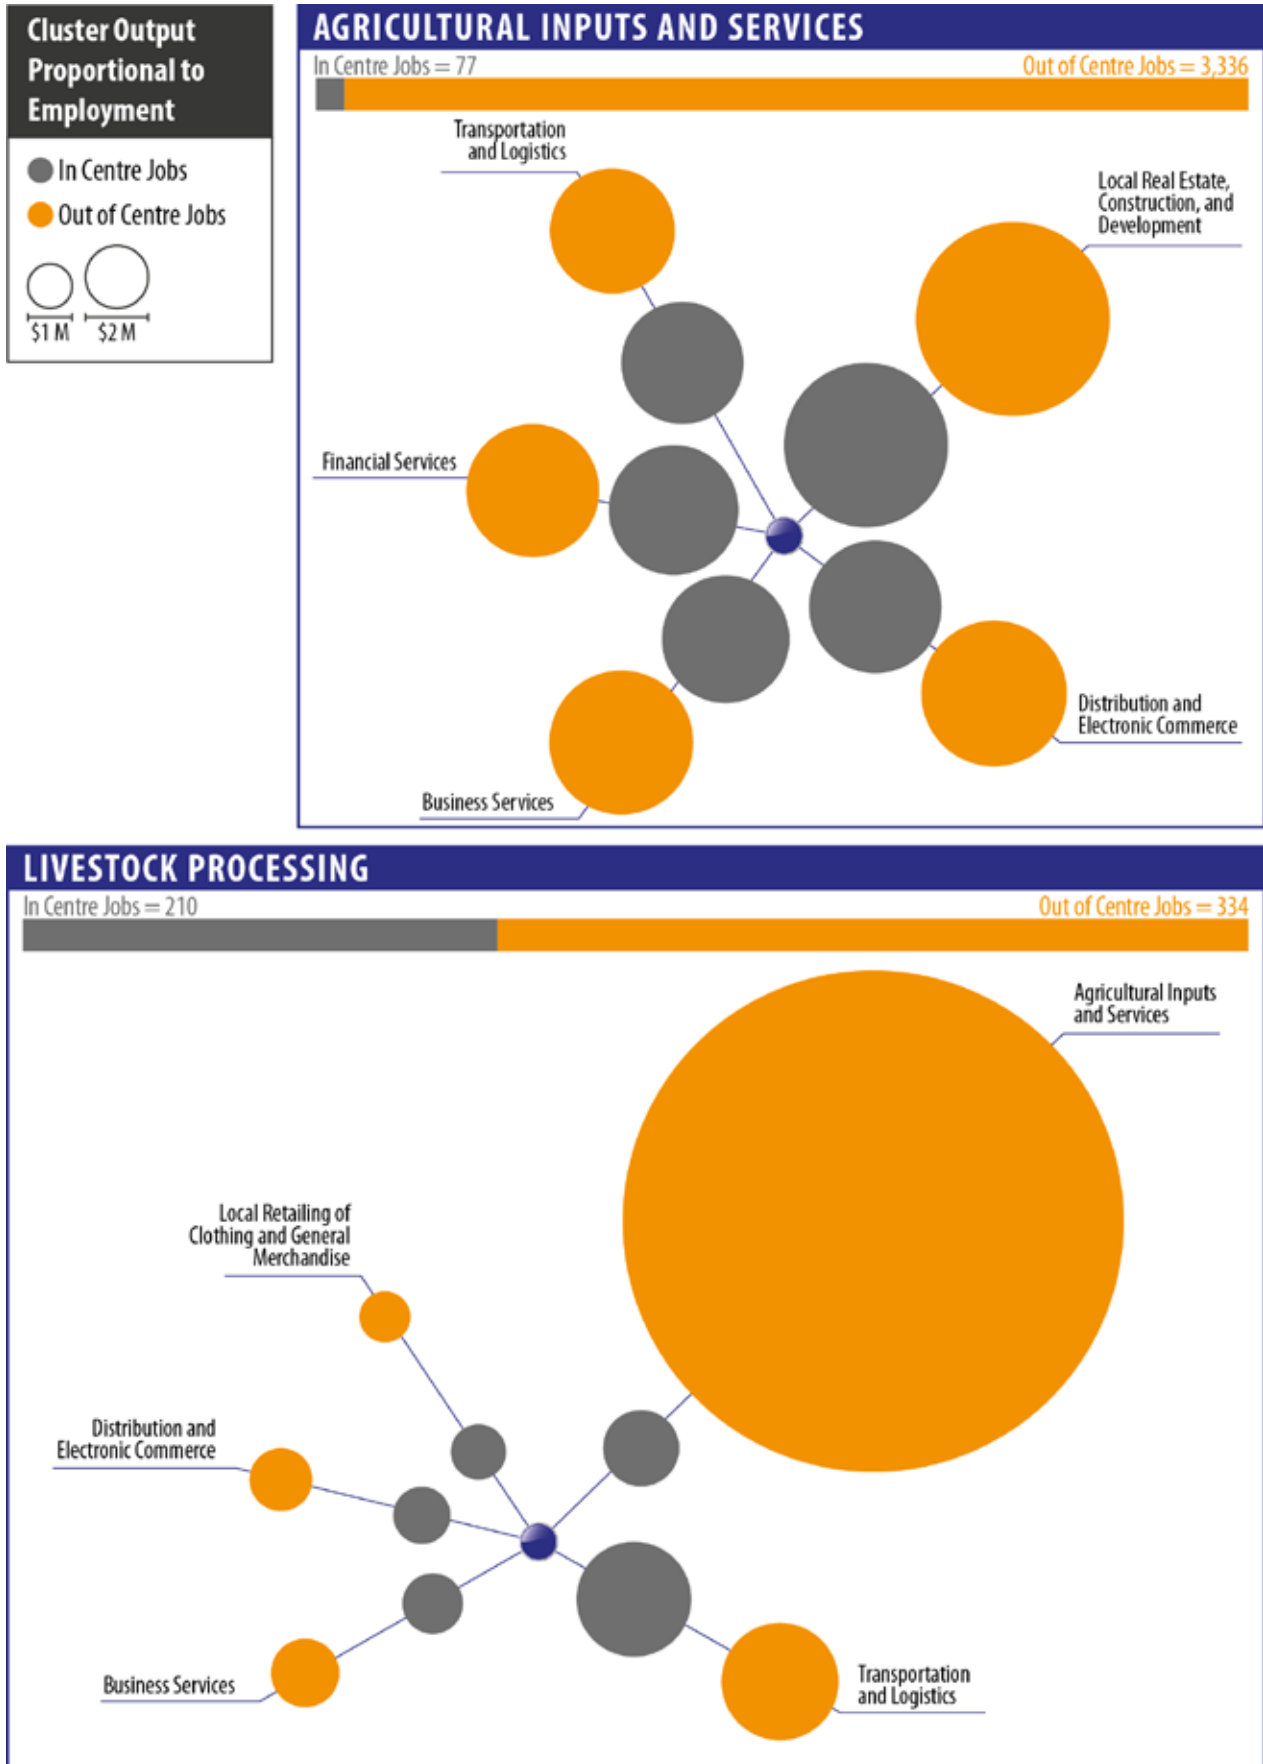 Cluster Output
Proportional to
Employment
In Centre Jobs
Out of Centre Jobs
$1 M
$2 M
AGRICULTURAL INPUTS AND SERVICES
In Centre Jobs = 77
Out of Centre Jobs = 3,336
Transportation
and Logistics
Local Real Estate,
Construction, and
Development
Financial Services
Distribution and
Electronic Commerce
Business Services
LIVESTOCK PROCESSING
In Centre Jobs = 210
Out of Centre Jobs = 334
Agricultural Inputs
and Services
Local Retailing of
Clothing and General
Merchandise
Distribution and
Electronic Commerce
Business Services
Transportation
and Logistics